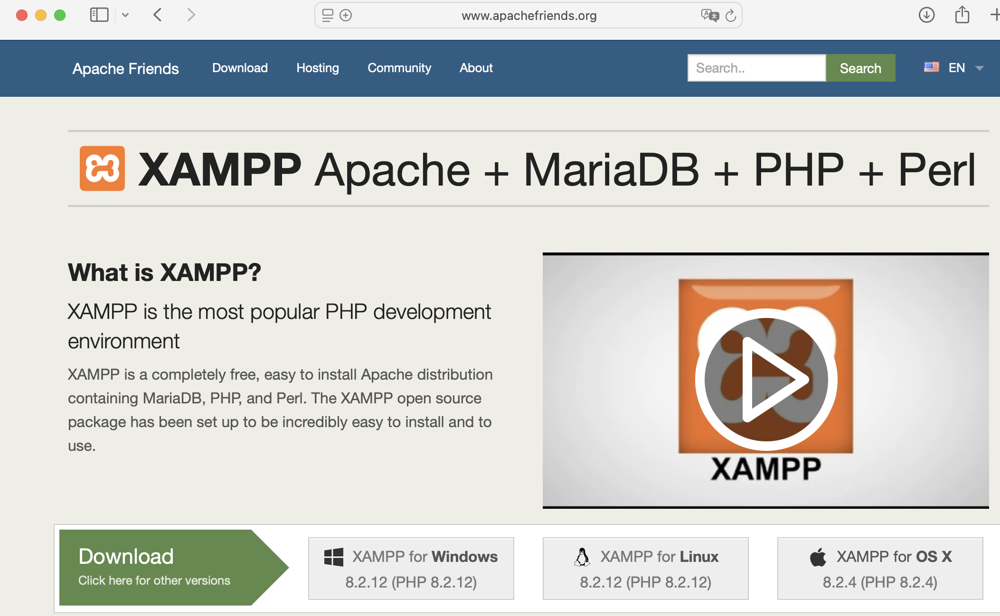 www.apachefriends.org
Apache Friends Download Hosting Community About Search.. Search EN
XAMPP Apache + MariaDB + PHP + Perl
What is XAMPP?
XAMPP is the most popular PHP development
environment
XAMPP is a completely free, easy to install Apache distribution
containing MariaDB, PHP, and Perl. The XAMPP open source
package has been set up to be incredibly easy to install and to
use.
XAMPP
Download
Click here for other versions
XAMPP for Windows
8.2.12 (PHP 8.2.12)
XAMPP for Linux
8.2.12 (PHP 8.2.12)
XAMPP for OS X
8.2.4 (PHP 8.2.4)